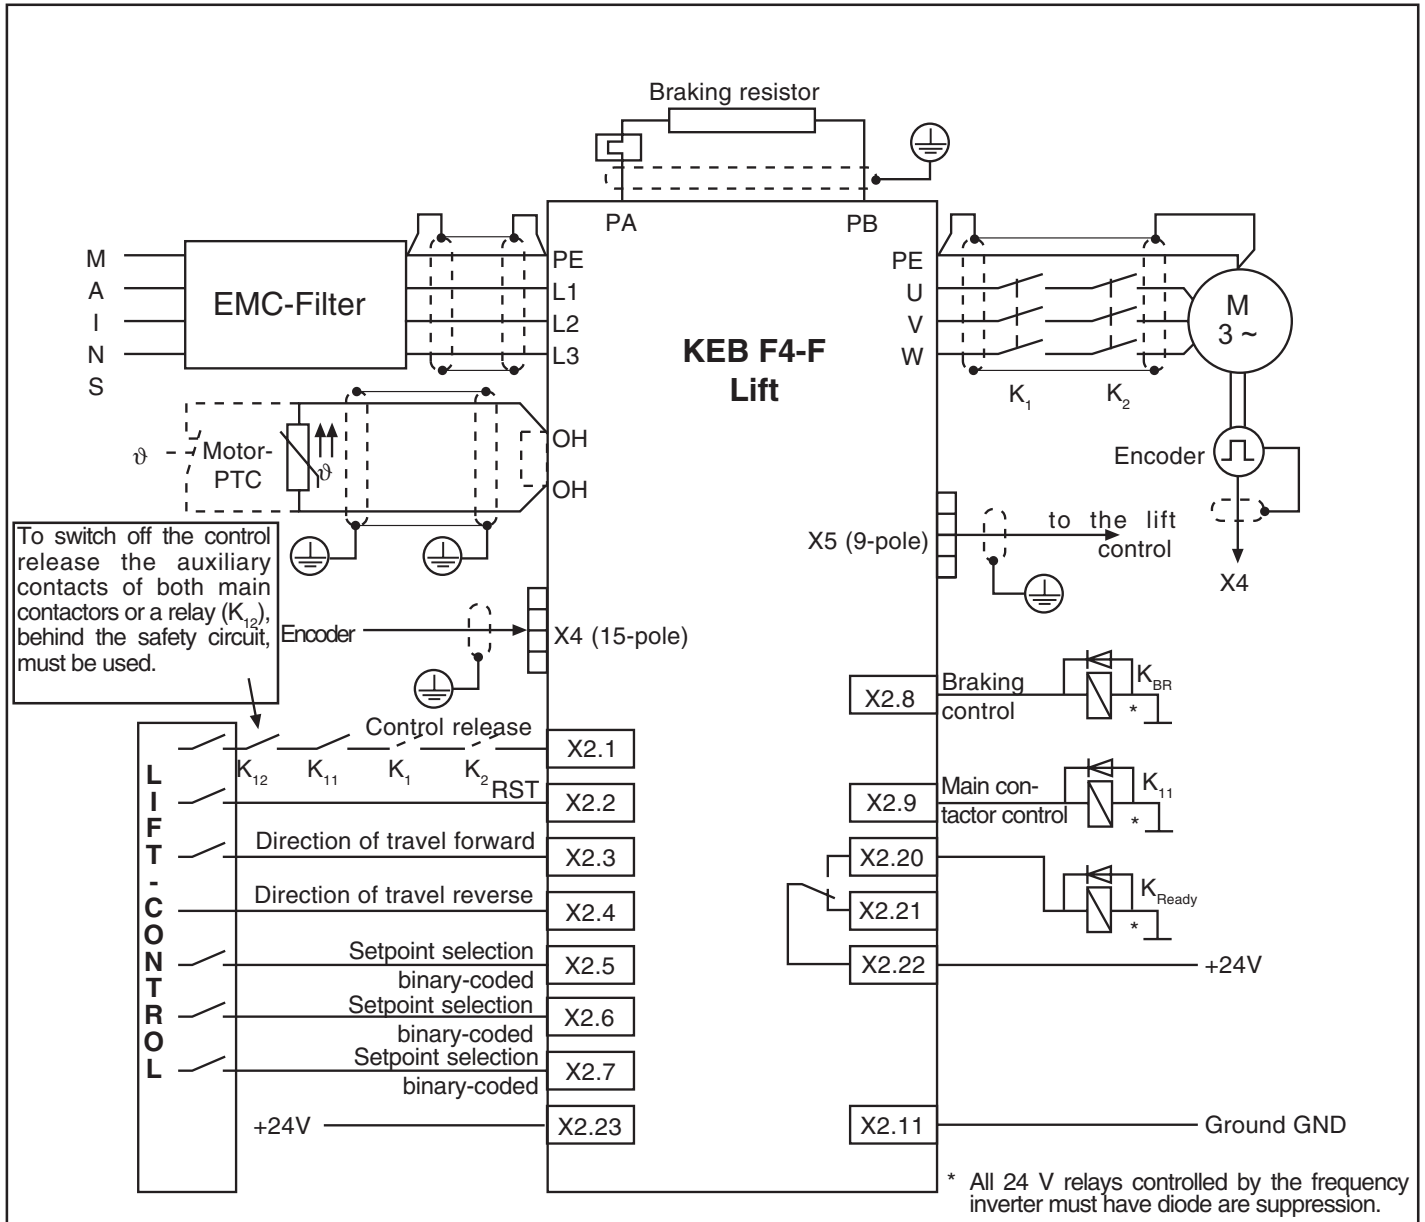 Braking resistor
PA
PB
M
A
I
N
S
EMC-Filter
PE
L1
L2
L3
KEB F4-F
Lift
PE
U
V
W
K1
K2
M
3 ~
ϑ
Motor-
PTC
ϑ
OH
OH
Encoder
X4
X5 (9-pole)
to the lift
control
To switch off the control
release the auxiliary
contacts of both main
contactors or a relay (K12),
behind the safety circuit,
must be used.
Encoder
X4 (15-pole)
LIFT-CONTROL
Control release
K12
K11
K1
K2
X2.1
RST
X2.2
Direction of travel forward
X2.3
Direction of travel reverse
X2.4
Setpoint selection
binary-coded
X2.5
Setpoint selection
binary-coded
X2.6
Setpoint selection
binary-coded
X2.7
+24V
X2.23
X2.8
Braking
control
KBR
*
X2.9
Main con-
tactor control
K11
*
X2.20
X2.21
KReady
*
X2.22
+24V
X2.11
Ground GND
* All 24 V relays controlled by the frequency
inverter must have diode are suppression.